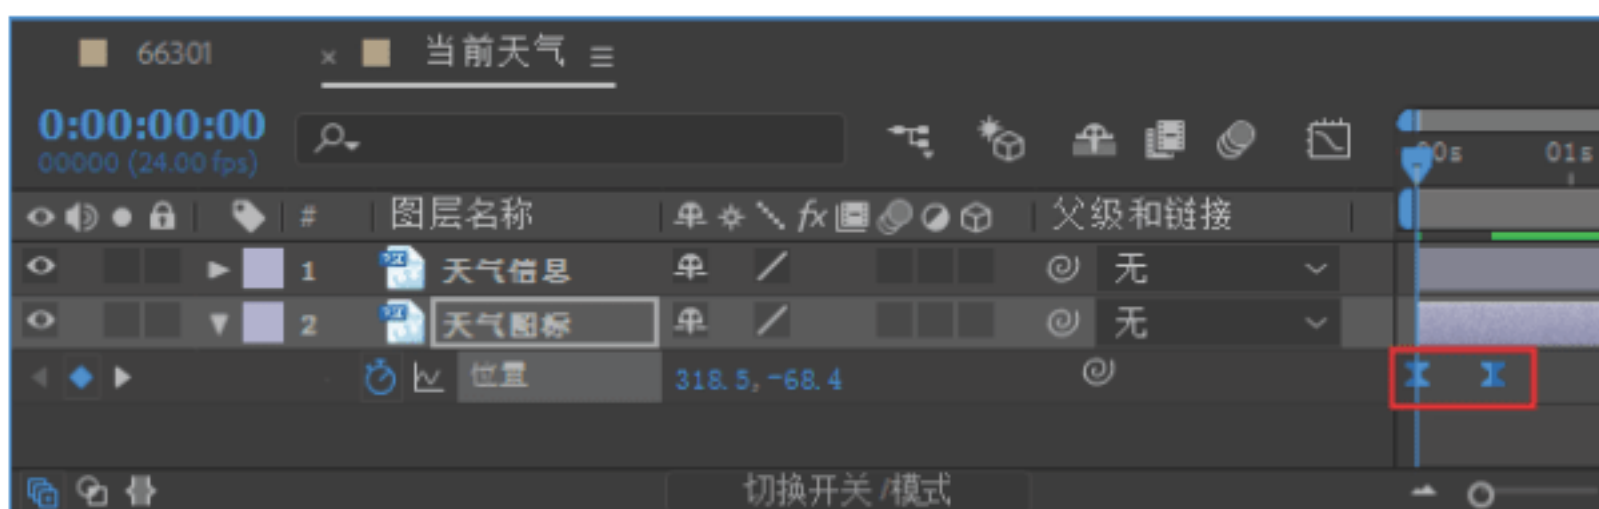 66301
× 当前天气 ☰
0:00:00:00
00000 (24.00 fps)
00s 01s
# 图层名称 fx 父级和链接
1 天气信息 无
2 天气图标 无
位置 318.5,-68.4
切换开关/模式